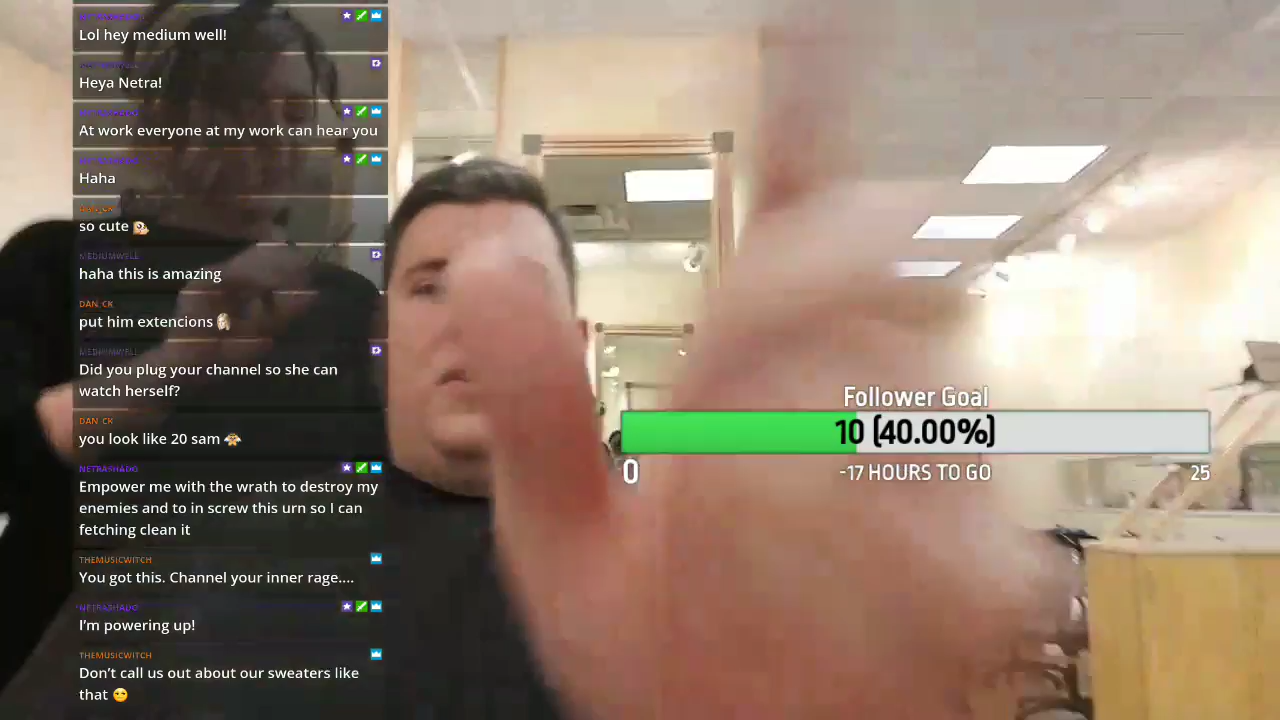 Lol hey medium well!
Heya Netra!
At work everyone at my work can hear you
Haha
so cute
MEDIUMWELL
haha this is amazing
DAN_CK
put him extencions
MEDIUMWELL
Did you plug your channel so she can
watch herself?
DAN_CK
you look like 20 sam
NETRASHADO
Empower me with the wrath to destroy my
enemies and to in screw this urn so I can
fetching clean it
THEMUSICWITCH
You got this. Channel your inner rage....
NETRASHADO
I'm powering up!
THEMUSICWITCH
Don't call us out about our sweaters like
that
Follower Goal
10 (40.00%)
0
-17 HOURS TO GO
25